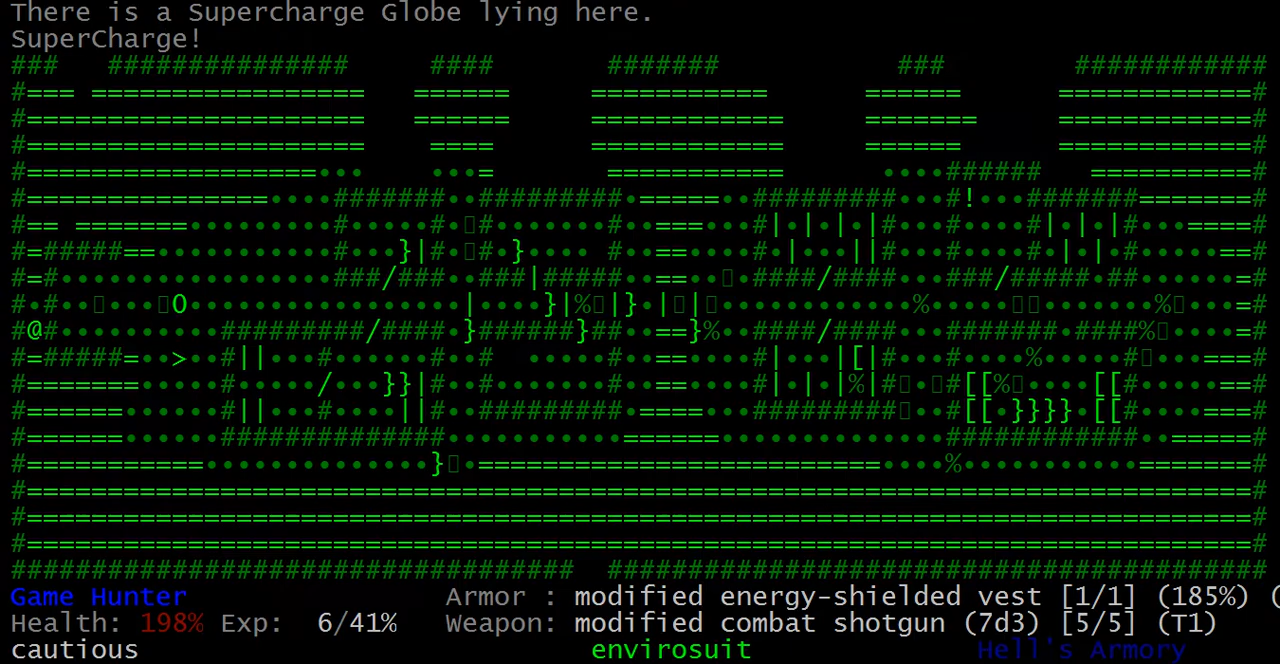 There is a Supercharge Globe lying here.
SuperCharge!
Game Hunter Armor : modified energy-shielded vest [1/1] (185%) (
Health: 198% Exp: 6/41% Weapon: modified combat shotgun (7d3) [5/5] (T1)
cautious envirosuit Hell's Armory